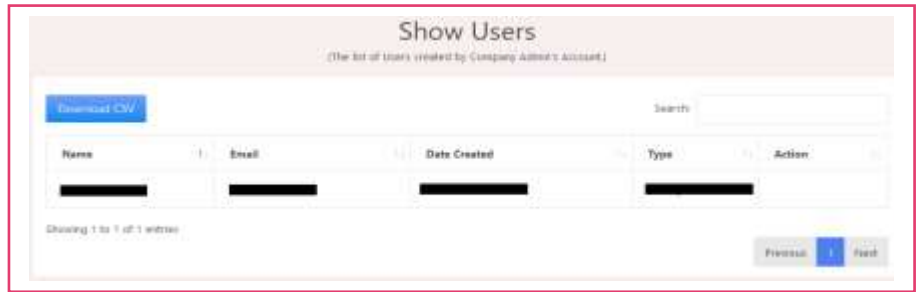 Show Users
(The list of Users created by Company Admin's Account.)
Download CSV
Search:
Name Email Date Created Type Action
Showing 1 to 1 of 1 entries
Previous 1 Next